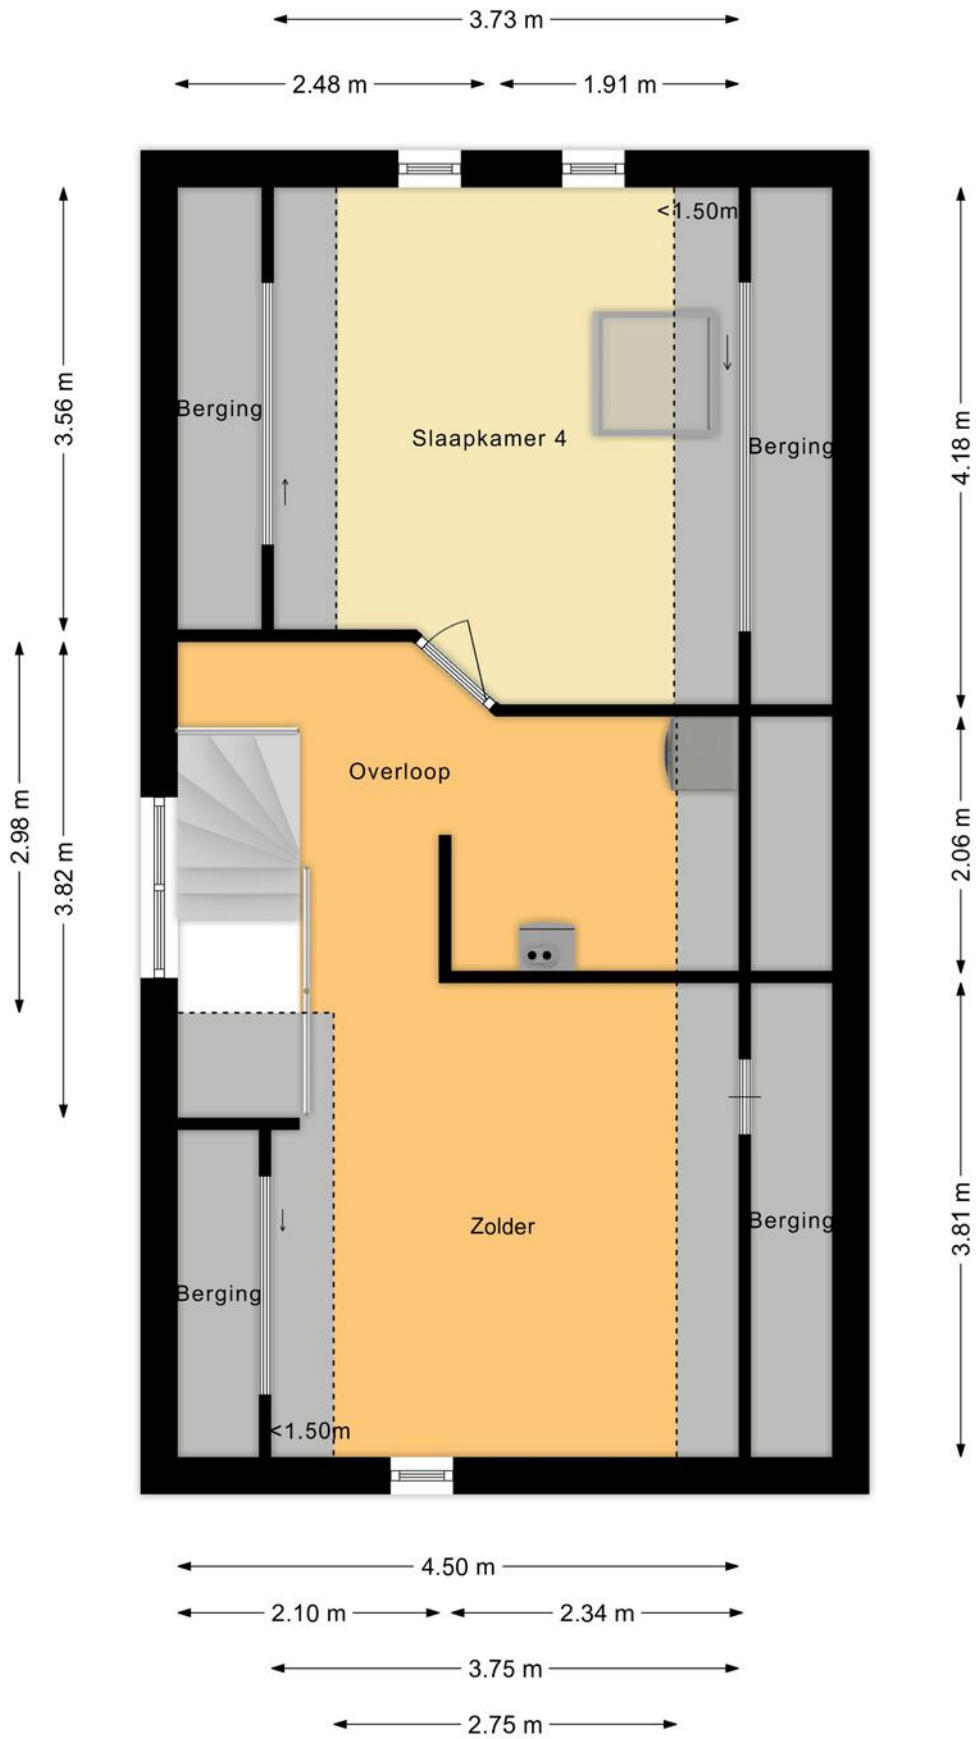 3.73 m
2.48 m
1.91 m
<1.50m
3.56 m
Berging
Slaapkamer 4
Berging
4.18 m
Overloop
2.98 m
3.82 m
2.06 m
Zolder
Berging
3.81 m
Berging
<1.50m
4.50 m
2.10 m
2.34 m
3.75 m
2.75 m